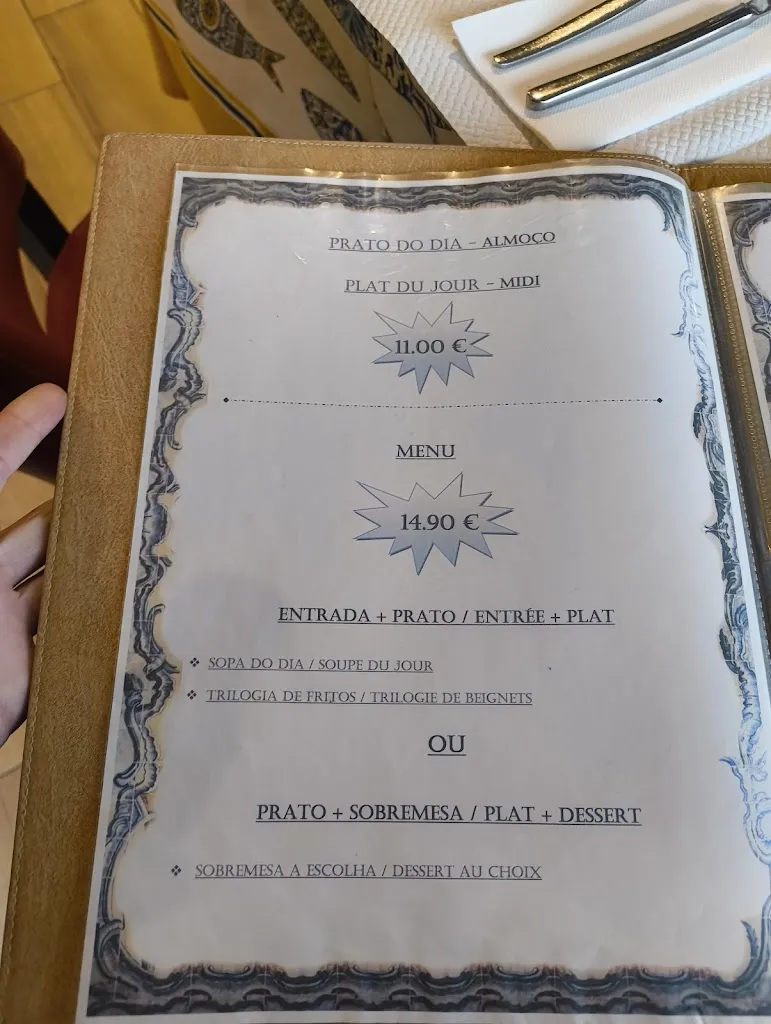 PRATO DO DIA – ALMOÇO
PLAT DU JOUR – MIDI
11.00 €
MENU
14.90 €
ENTRADA + PRATO / ENTRÉE + PLAT
SOPA DO DIA / SOUPE DU JOUR
TRILOGIA DE FRITOS / TRILOGIE DE BEIGNETS
OU
PRATO + SOBREMESA / PLAT + DESSERT
SOBREMESA A ESCOLHA / DESSERT AU CHOIX